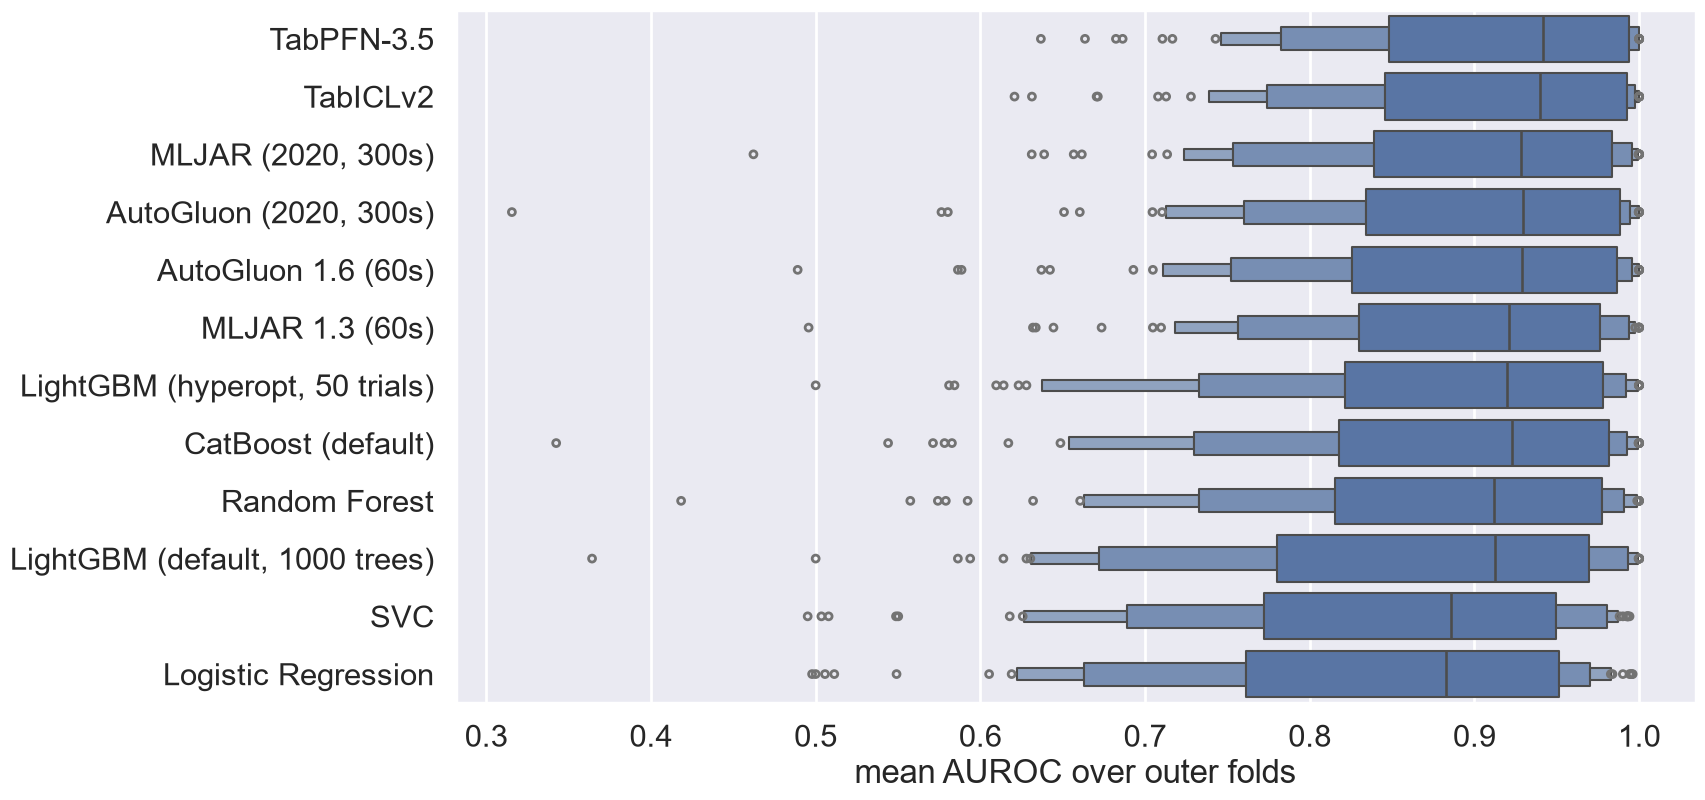 TabPFN-3.5
TabICLv2
MLJAR (2020, 300s)
AutoGluon (2020, 300s)
AutoGluon 1.6 (60s)
MLJAR 1.3 (60s)
LightGBM (hyperopt, 50 trials)
CatBoost (default)
Random Forest
LightGBM (default, 1000 trees)
SVC
Logistic Regression
0.3 0.4 0.5 0.6 0.7 0.8 0.9 1.0
mean AUROC over outer folds